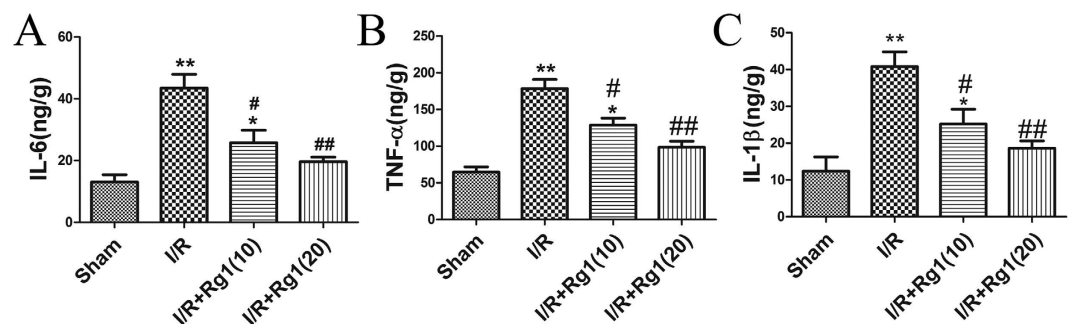 A
IL-6(ng/g)
60
40
20
0
**
#
*
##
Sham
I/R
I/R+Rg1(10)
I/R+Rg1(20)
B
TNF-α(ng/g)
250
200
150
100
50
0
**
#
*
##
Sham
I/R
I/R+Rg1(10)
I/R+Rg1(20)
C
IL-1β(ng/g)
50
40
30
20
10
0
**
#
*
##
Sham
I/R
I/R+Rg1(10)
I/R+Rg1(20)